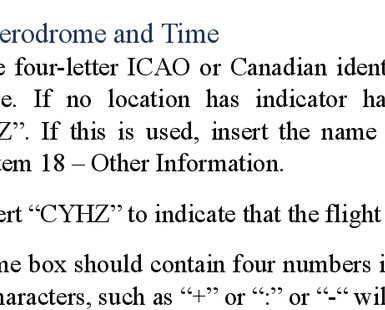 erodrome and Time
e four-letter ICAO or Canadian ident
e. If no location has indicator ha
Z”. If this is used, insert the name
tem 18 – Other Information.
ert “CYHZ” to indicate that the flight
me box should contain four numbers i
haracters, such as “+” or “:” or “-“ wil